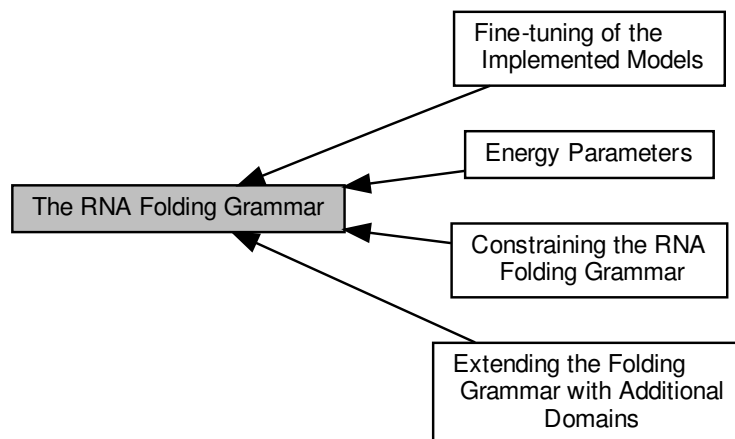 Fine-tuning of the
Implemented Models
Energy Parameters
The RNA Folding Grammar
Constraining the RNA
Folding Grammar
Extending the Folding
Grammar with Additional
Domains